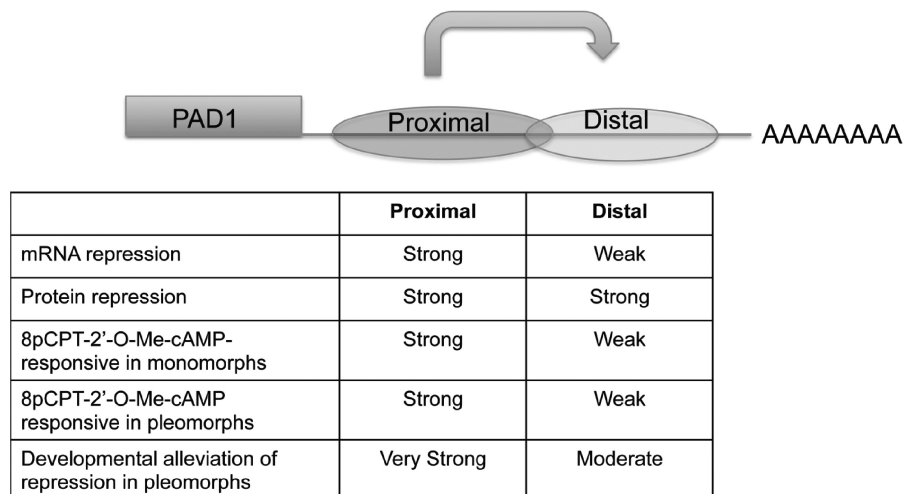 PAD1 Proximal Distal AAAAAAAA
Proximal Distal
mRNA repression Strong Weak
Protein repression Strong Strong
8pCPT-2’-O-Me-cAMP- Strong Weak
responsive in monomorphs
8pCPT-2’-O-Me-cAMP Strong Weak
responsive in pleomorphs
Developmental alleviation of Very Strong Moderate
repression in pleomorphs